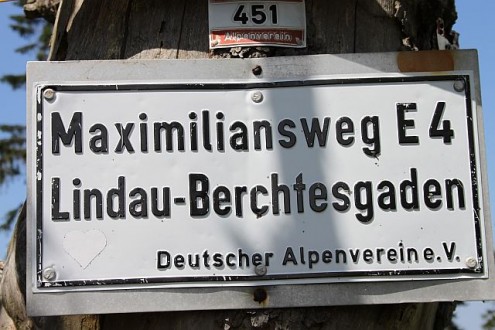 451
Alpenverein
Maximiliansweg E4
Lindau-Berchtesgaden
Deutscher Alpenverein e.V.